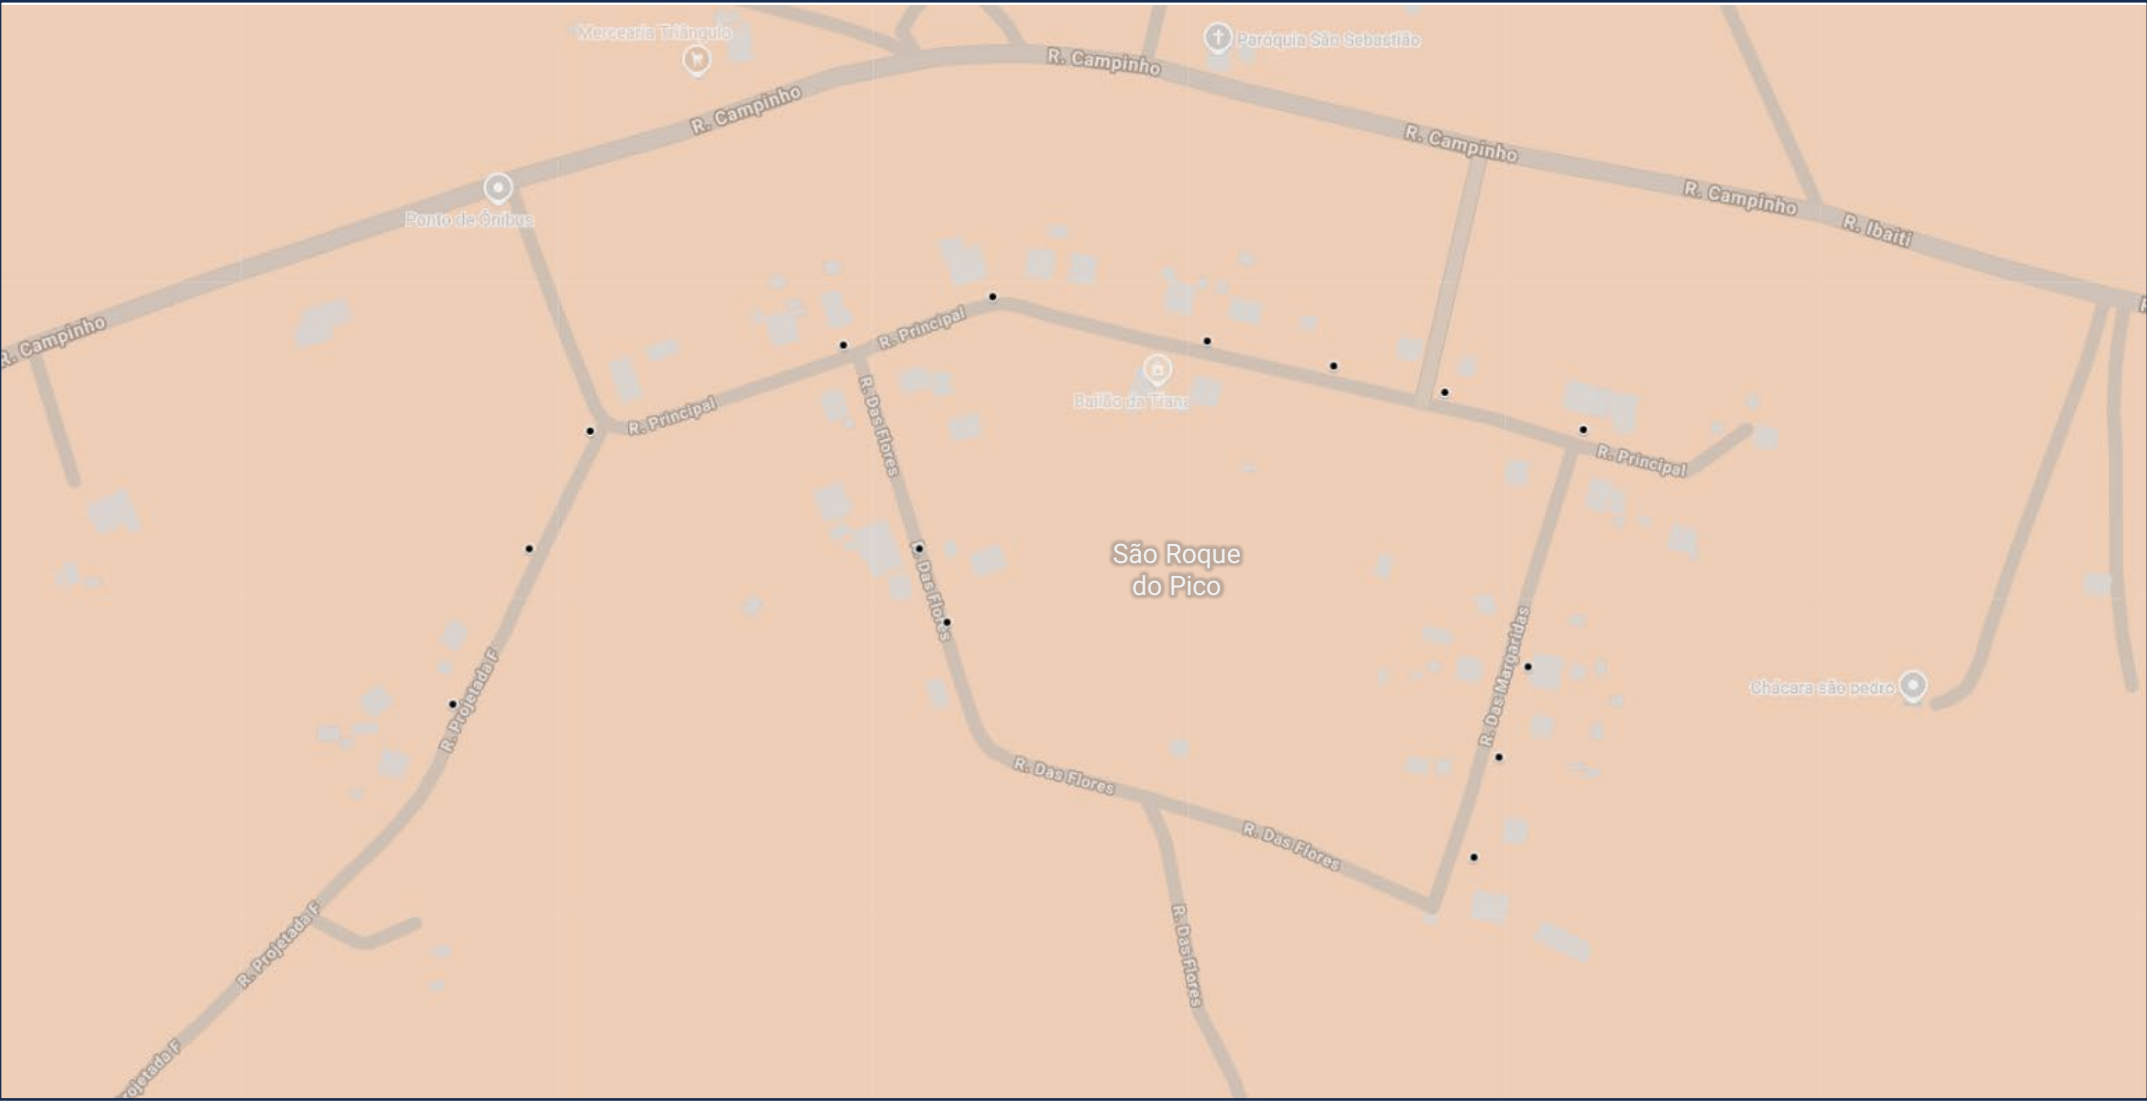 Mercearia Triângulo
Paróquia São Sebastião
R. Campinho
R. Campinho
R. Campinho
R. Campinho
R. Ibaiti
Ponto de Ônibus
R. Campinho
R. Principal
R. Principal
Bailão da Tiana
R. Das Flores
R. Principal
São Roque
do Pico
R. Das Flores
R. Projetada F
R. Das Margaridas
Chácara são pedro
R. Das Flores
R. Das Flores
R. Das Flores
R. Projetada F
ojetada F